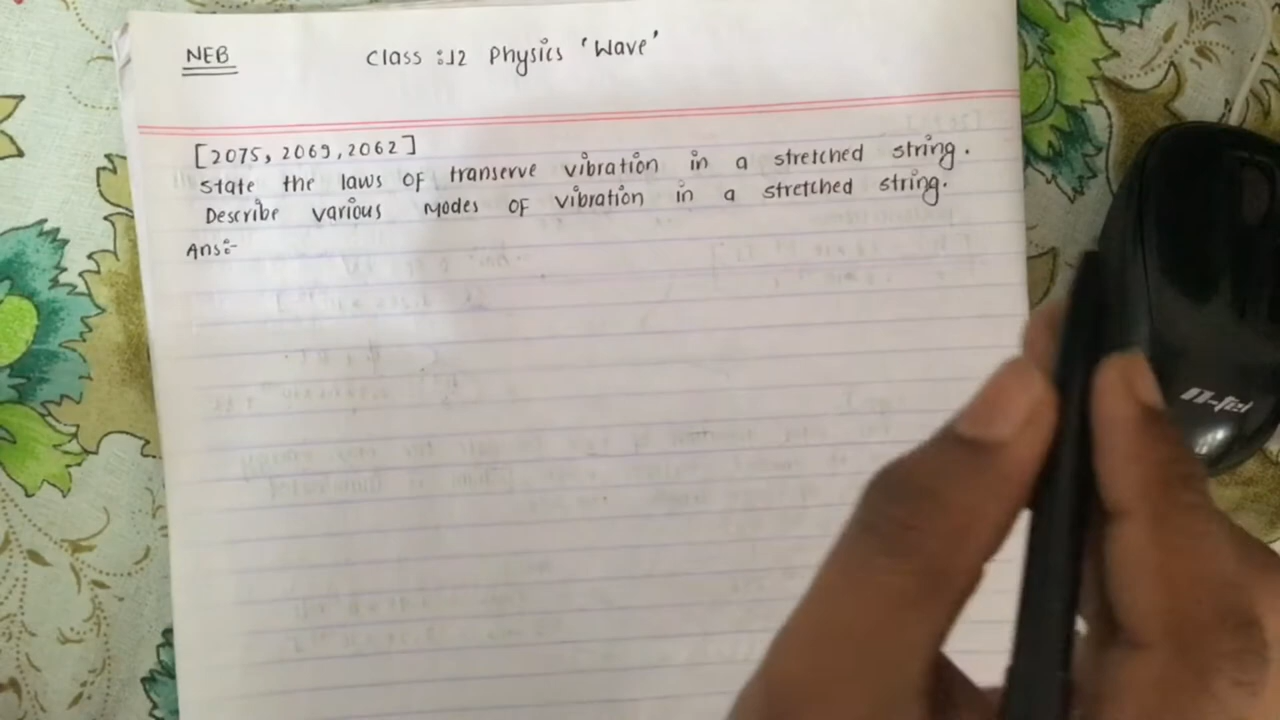 NEB
Class :12 Physics 'Wave'
[2075, 2069, 2062]
State the laws of transerve vibration in a stretched string.
Describe various Modes of vibration in a stretched string.
Ans:-